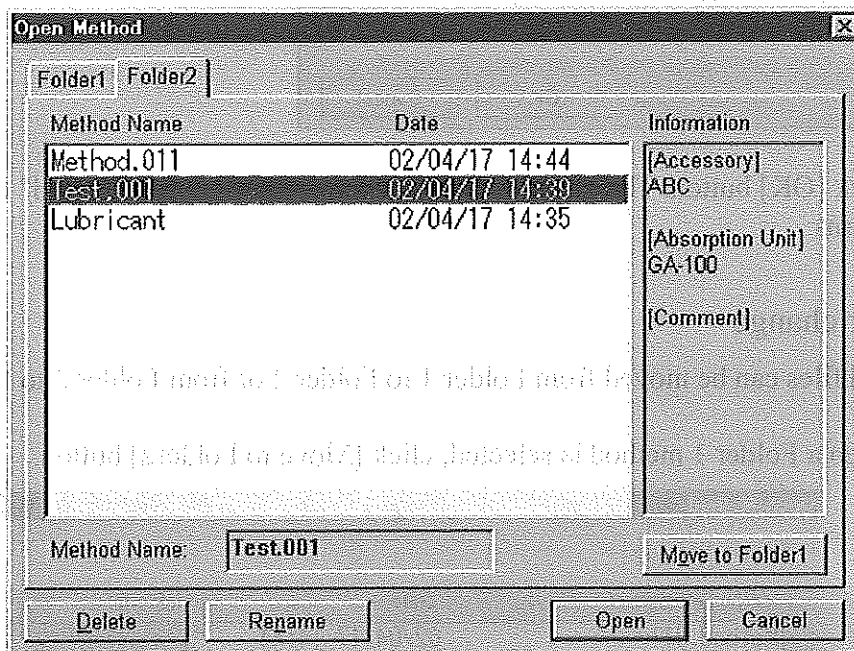 Open Method
Folder1 Folder2
Method Name Date Information
Method.011 02/04/17 14:44 [Accessory]
Test.001 02/04/17 14:39 ABC
Lubricant 02/04/17 14:35
[Absorption Unit]
GA-100
[Comment]
Method Name: Test.001 Move to Folder1
Delete Rename Open Cancel